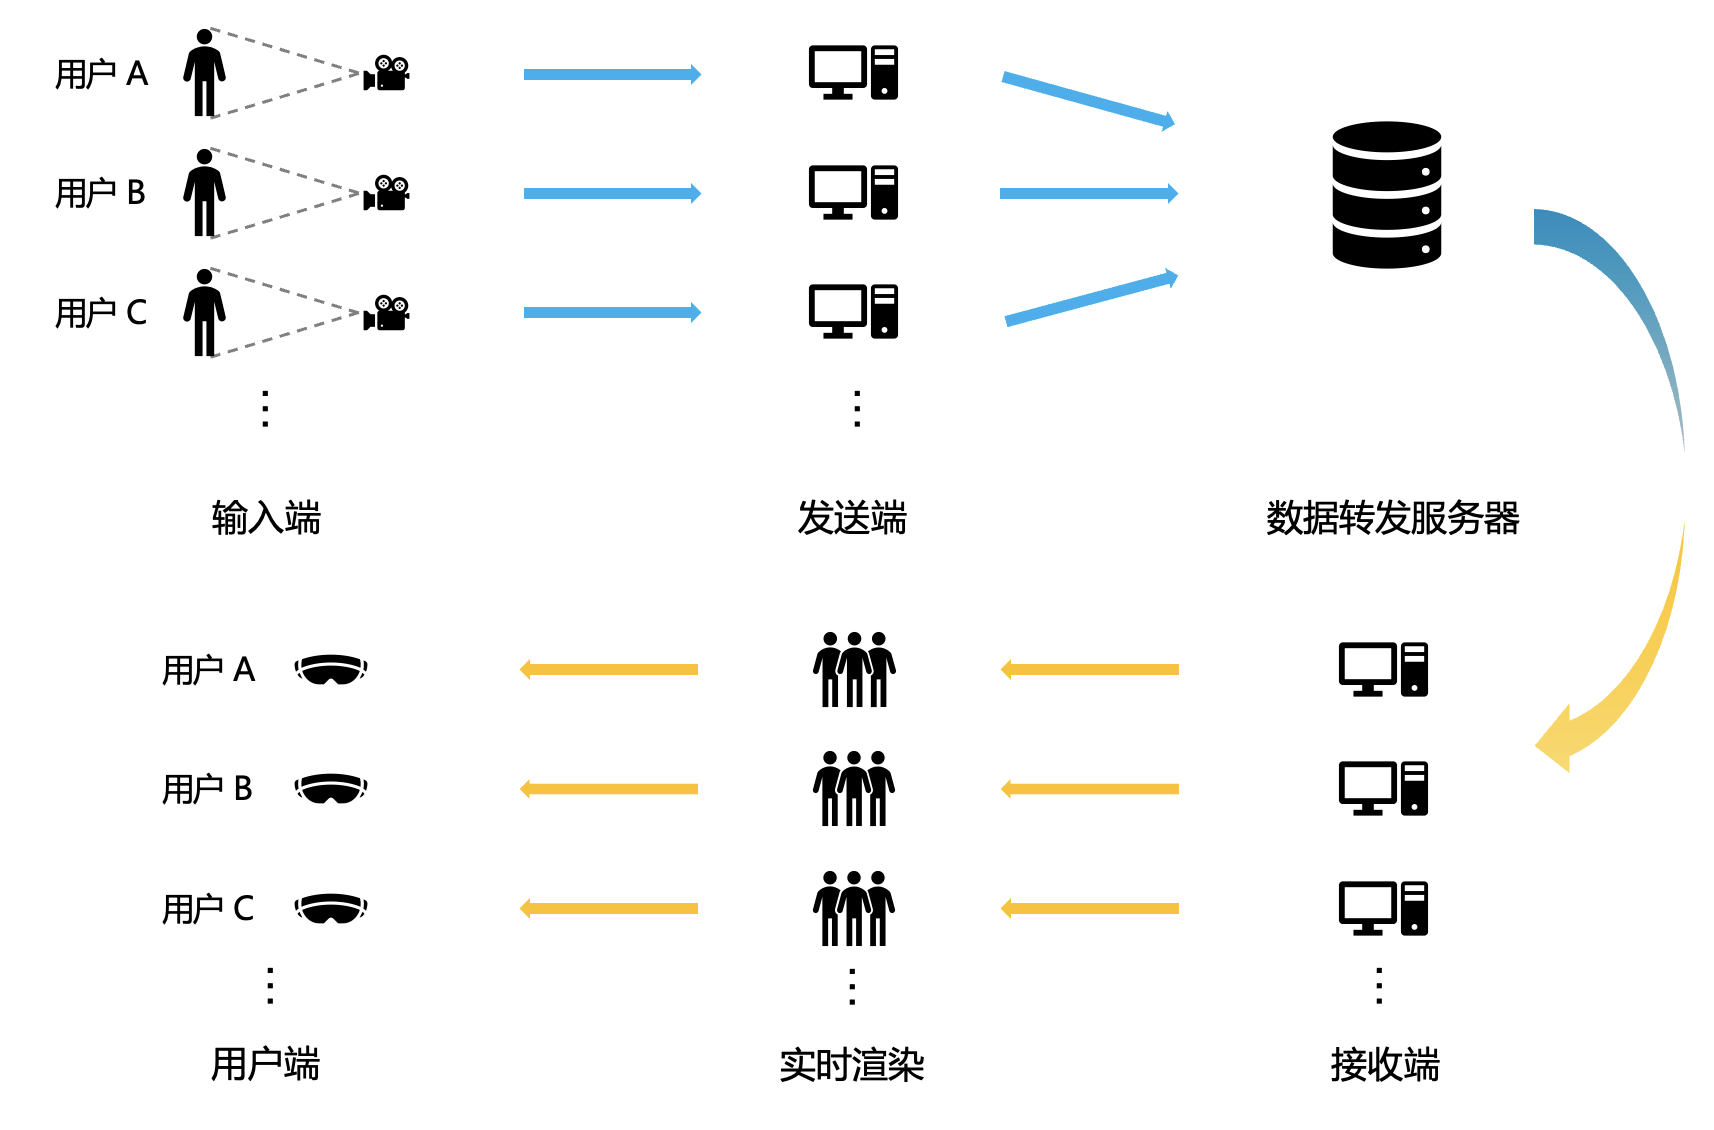 用户 A
用户 B
用户 C
输入端
发送端
数据转发服务器
用户 A
用户 B
用户 C
用户端
实时渲染
接收端